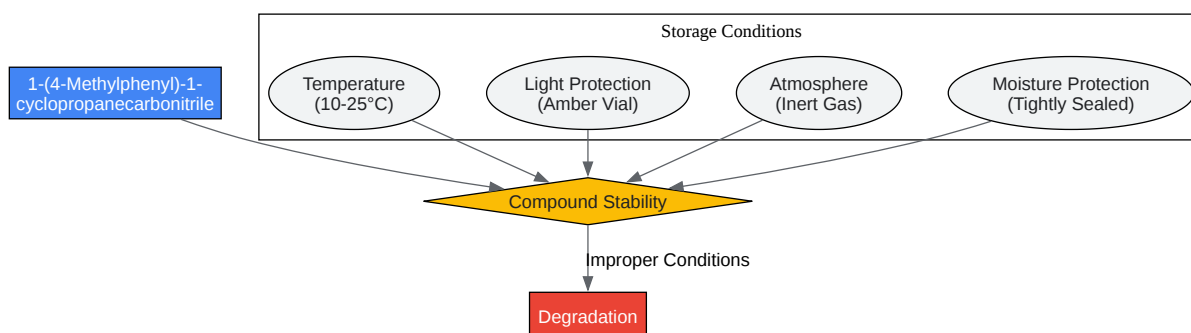 Storage Conditions
1-(4-Methylphenyl)-1-
cyclopropanecarbonitrile
Temperature
(10-25°C)
Light Protection
(Amber Vial)
Atmosphere
(Inert Gas)
Moisture Protection
(Tightly Sealed)
Compound Stability
Improper Conditions
Degradation